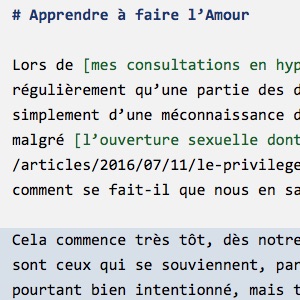 # Apprendre à faire l’Amour
Lors de [mes consultations en hyp
régulièrement qu’une partie des d
simplement d’une méconnaissance d
malgré [l’ouverture sexuelle dont
/articles/2016/07/11/le-privilege
comment se fait-il que nous en sa
Cela commence très tôt, dès notre
sont ceux qui se souviennent, par
pourtant bien intentionné, mais t